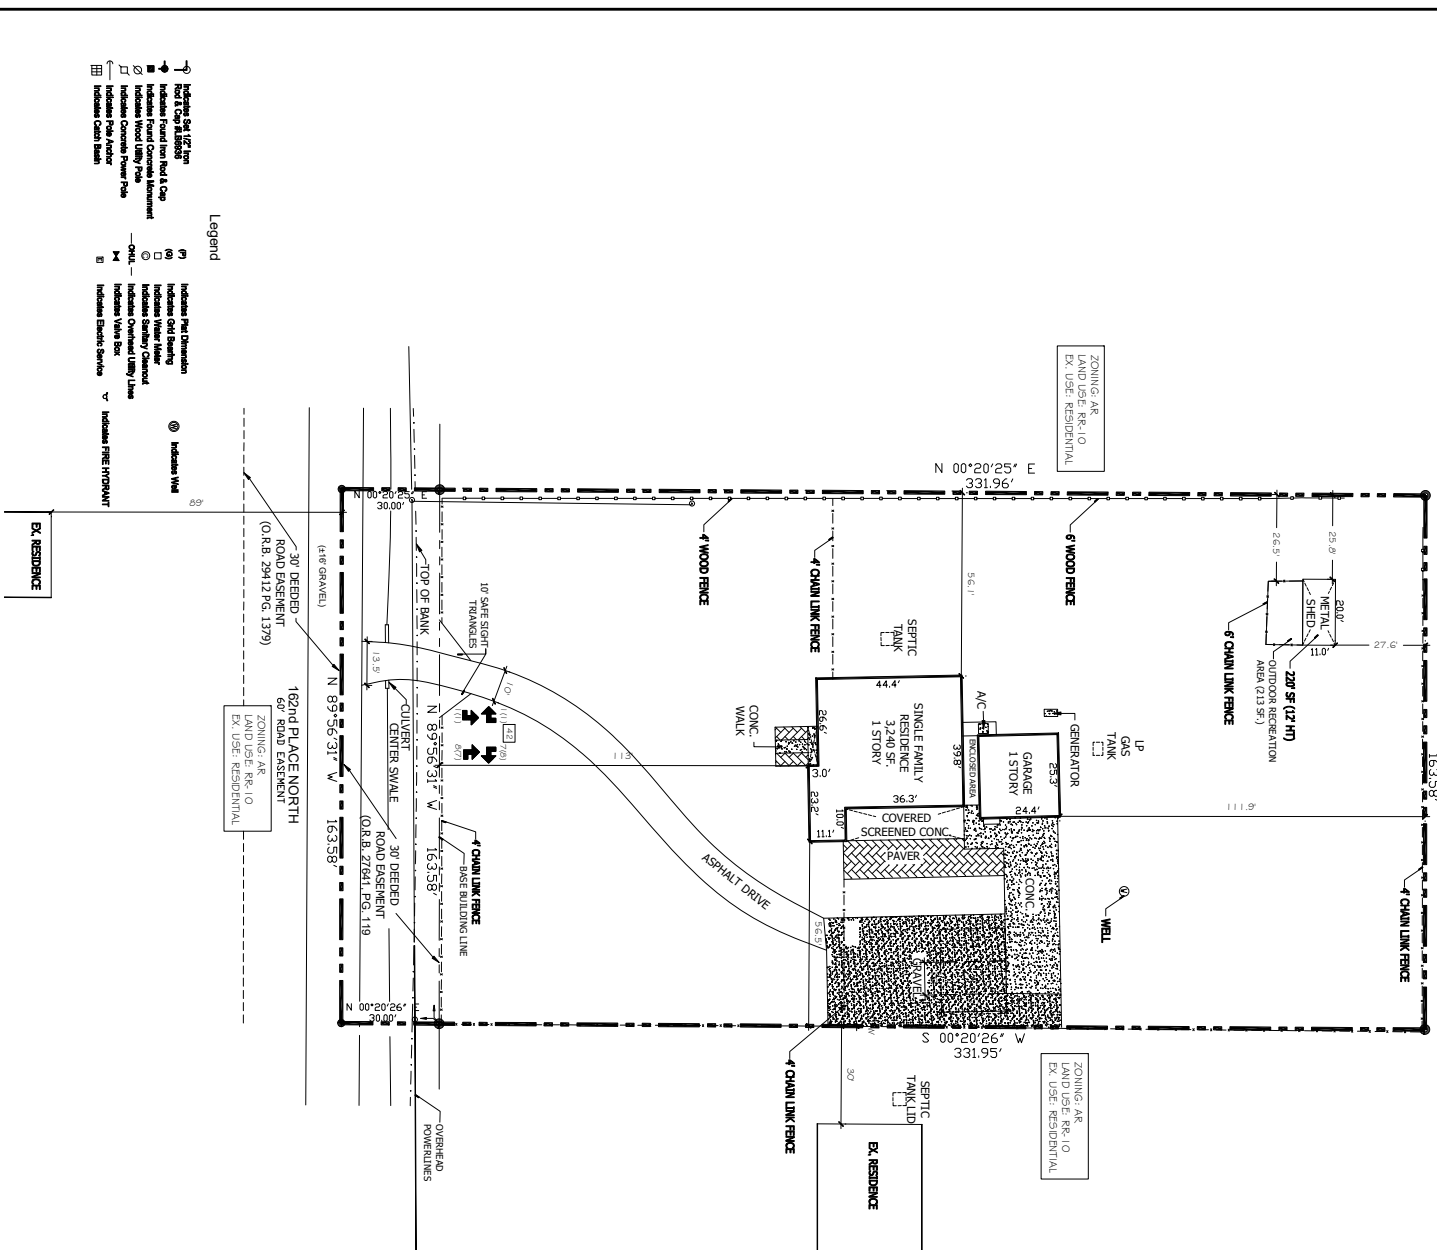 Legend
Indicates Set 1/2" Iron
Rod & Cap #LB6936
Indicates Found Iron Rod & Cap
Indicates Found Concrete Monument
Indicates Wood Utility Pole
Indicates Concrete Power Pole
Indicates Pole Anchor
Indicates Catch Basin
(P) Indicates Plat Dimension
(G) Indicates Grid Bearing
Indicates Water Meter
Indicates Sanitary Cleanout
—OHUL— Indicates Overhead Utility Lines
Indicates Valve Box
E Indicates Electric Service
W Indicates Well
Indicates FIRE HYDRANT
ZONING: AR
LAND USE: RR-10
EX. USE: RESIDENTIAL
N 00°20'25" E
331.96'
163.58'
N 00°20'25" E
30.00'
89'
EX. RESIDENCE
30' DEEDED
ROAD EASEMENT
(O.R.B. 29412 PG. 1379)
(±16' GRAVEL)
TOP OF BANK
10' SAFE SIGHT
TRIANGLES
4' WOOD FENCE
4' CHAIN LINK FENCE
6' WOOD FENCE
56.1'
26.5'
25.8'
METAL
SHED
20.0'
11.0'
27.6'
6' CHAIN LINK FENCE
220' SF (12' HT)
OUTDOOR RECREATION
AREA (213 SF.)
SEPTIC
TANK
44.4'
SINGLE FAMILY
RESIDENCE
3,240 SF.
1 STORY
26.6'
3.0'
23.2'
11.1'
10.0'
36.3'
39.8'
A/C
ENCLOSED AREA
GARAGE
1 STORY
25.3'
24.4'
GENERATOR
LP
GAS
TANK
CONC.
WALK
COVERED
SCREENED CONC.
PAVER
CONC.
GRAVEL
111.9'
113'
56.5'
W
WELL
4' CHAIN LINK FENCE
ASPHALT DRIVE
13.5'
10'
42
1(1)
7(8)
1(1)
8(7)
CULVERT
CENTER SWALE
N 89°56'31" W 163.58'
N 89°56'31" W 163.58'
162nd PLACE NORTH
60' ROAD EASEMENT
ZONING: AR
LAND USE: RR-10
EX. USE: RESIDENTIAL
30' DEEDED
ROAD EASEMENT
(O.R.B. 27641, PG. 119
4' CHAIN LINK FENCE
BASE BUILDING LINE
N 00°20'26" E
30.00'
S 00°20'26" W
331.95'
4' CHAIN LINK FENCE
30'
SEPTIC
TANK LID
EX. RESIDENCE
OVERHEAD
POWERLINES
ZONING: AR
LAND USE: RR-10
EX. USE: RESIDENTIAL